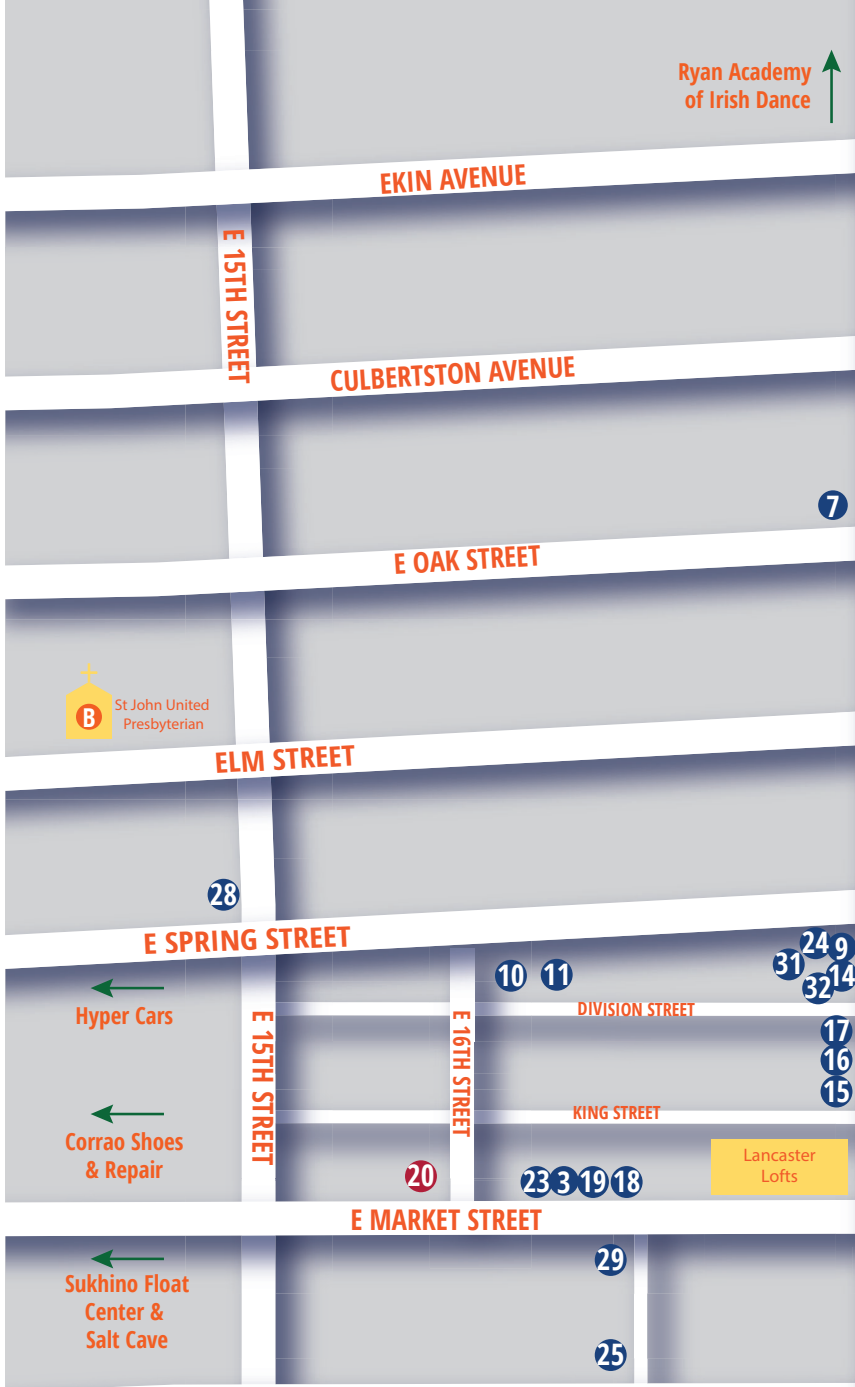 Ryan Academy
of Irish Dance
EKIN AVENUE
E 15TH STREET
CULBERTSTON AVENUE
7
E OAK STREET
B
St John United
Presbyterian
ELM STREET
28
E SPRING STREET
24
9
31
14
32
10
11
Hyper Cars
DIVISION STREET
E 15TH STREET
E 16TH STREET
17
16
15
KING STREET
Corrao Shoes
& Repair
Lancaster
Lofts
20
23
3
19
18
E MARKET STREET
29
Sukhino Float
Center &
Salt Cave
25